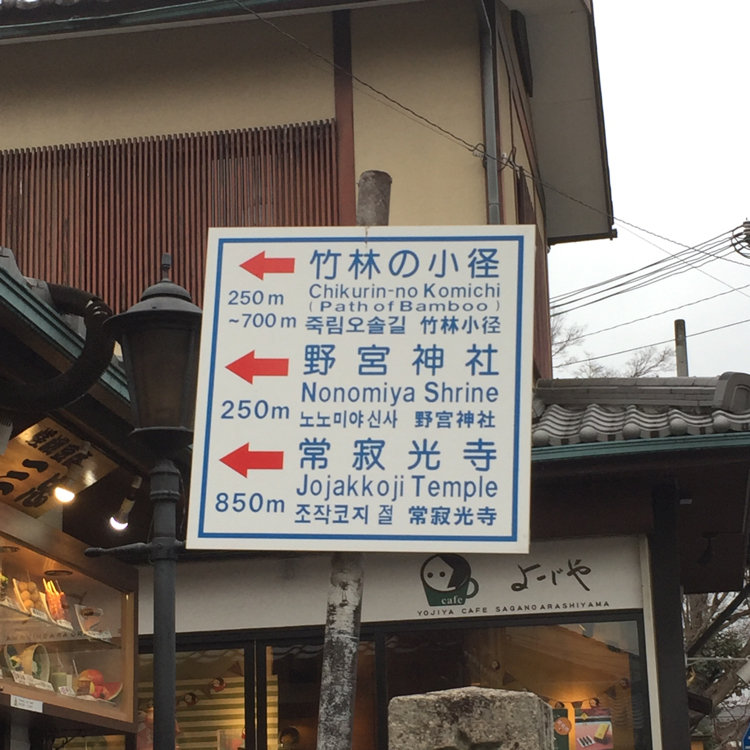 竹林の小径
250m
~700m
Chikurin-no Komichi
(Path of Bamboo)
죽림오솔길 竹林小径
野宮神社
Nonomiya Shrine
250m
노노미야신사 野宮神社
常寂光寺
Jojakkoji Temple
850m
조작코지 절 常寂光寺
cafe
よーじや
YOJIYA CAFE SAGANOARASHIYAMA